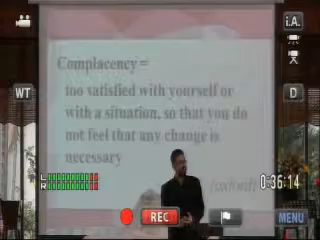 i.A.
Complacency =
WT
D
too satisfied with yourself or
with a situation, so that you do
not feel that any change is
necessary
(oxford)
L
R
0:36:14
REC
MENU